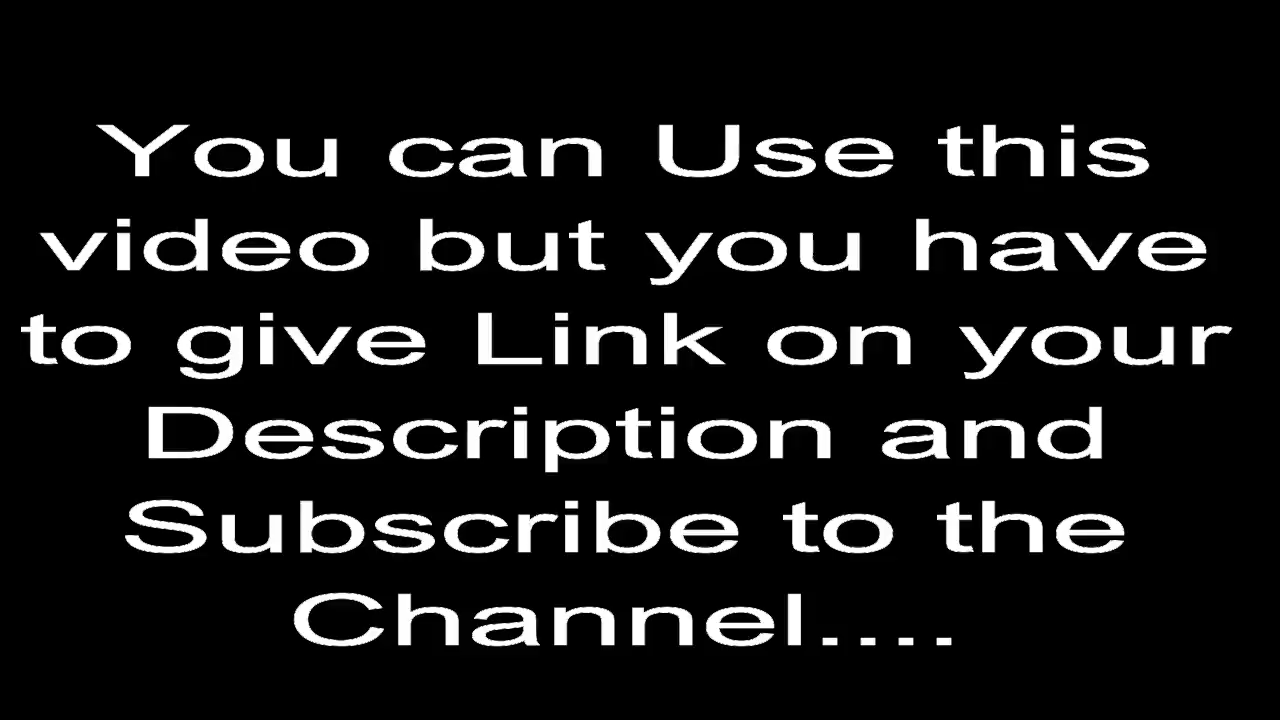 You can Use this
video but you have
to give Link on your
Description and
Subscribe to the
Channel....